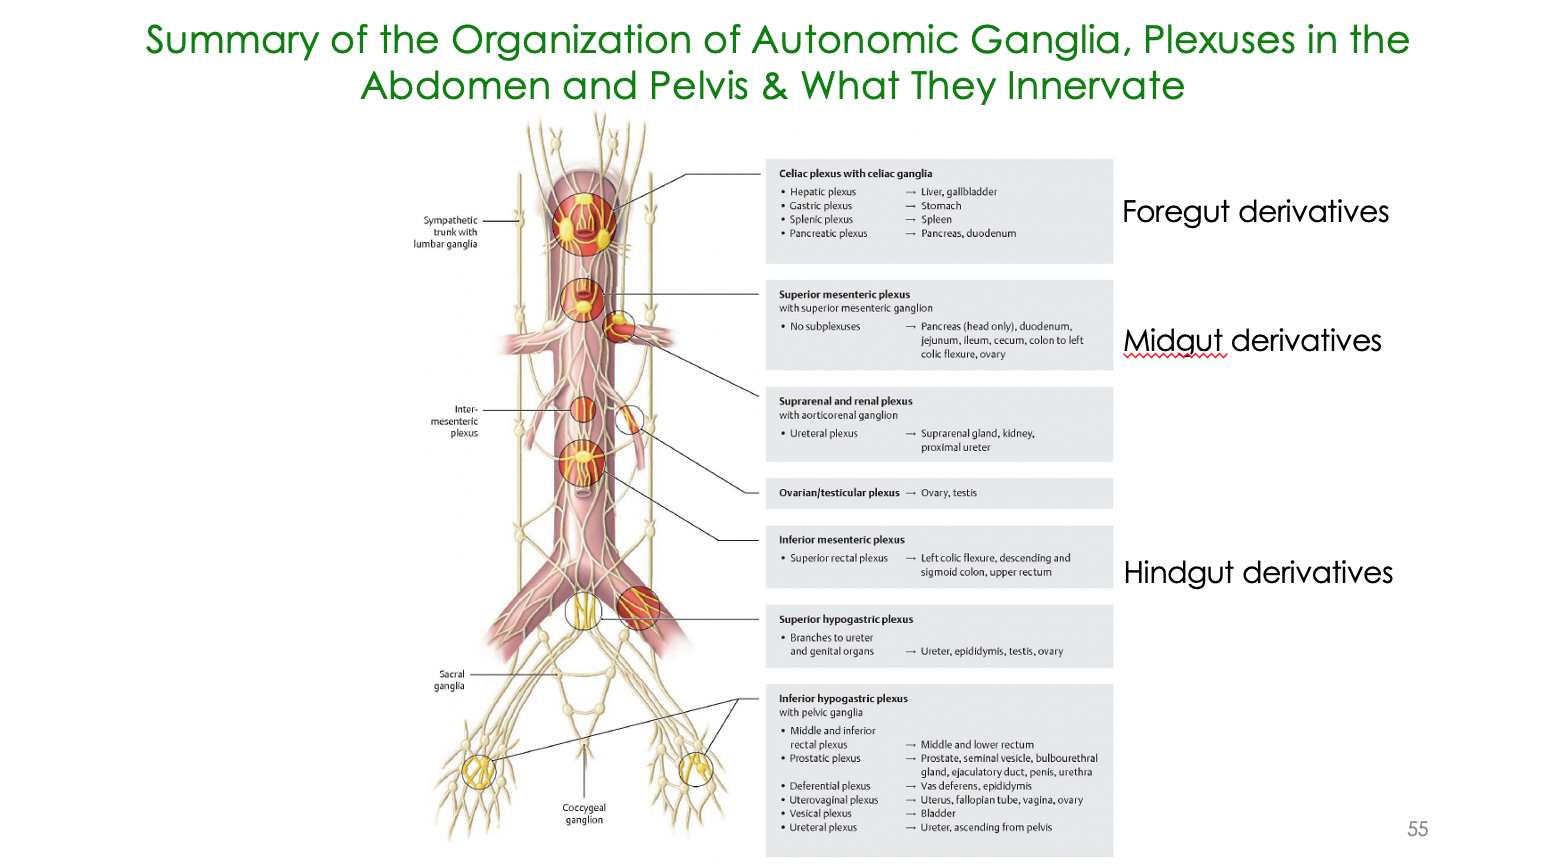 Summary of the Organization of Autonomic Ganglia, Plexuses in the
Abdomen and Pelvis & What They Innervate
Sympathetic
trunk with
lumbar ganglia
Inter-
mesenteric
plexus
Sacral
ganglia
Coccygeal
ganglion
Celiac plexus with celiac ganglia
• Hepatic plexus → Liver, gallbladder
• Gastric plexus → Stomach
• Splenic plexus → Spleen
• Pancreatic plexus → Pancreas, duodenum
Foregut derivatives
Superior mesenteric plexus
with superior mesenteric ganglion
• No subplexuses → Pancreas (head only), duodenum,
jejunum, ileum, cecum, colon to left
colic flexure, ovary
Midgut derivatives
Suprarenal and renal plexus
with aorticorenal ganglion
• Ureteral plexus → Suprarenal gland, kidney,
proximal ureter
Ovarian/testicular plexus → Ovary, testis
Inferior mesenteric plexus
• Superior rectal plexus → Left colic flexure, descending and
sigmoid colon, upper rectum
Hindgut derivatives
Superior hypogastric plexus
• Branches to ureter
and genital organs → Ureter, epididymis, testis, ovary
Inferior hypogastric plexus
with pelvic ganglia
• Middle and inferior
rectal plexus → Middle and lower rectum
• Prostatic plexus → Prostate, seminal vesicle, bulbourethral
gland, ejaculatory duct, penis, urethra
• Deferential plexus → Vas deferens, epididymis
• Uterovaginal plexus → Uterus, fallopian tube, vagina, ovary
• Vesical plexus → Bladder
• Ureteral plexus → Ureter, ascending from pelvis
55